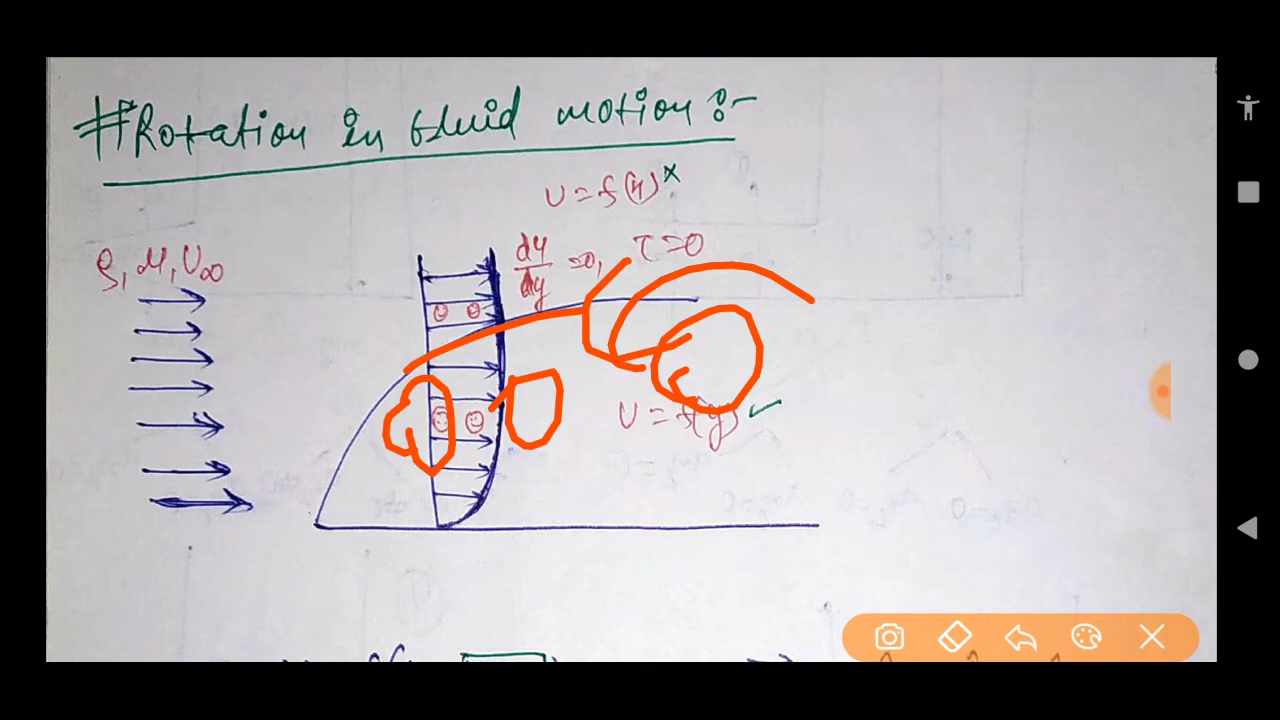 # Rotation in fluid motion :-
U = f(y) ×
ρ, μ, U∞
du/dy = 0, τ = 0
U = f(y) ✓